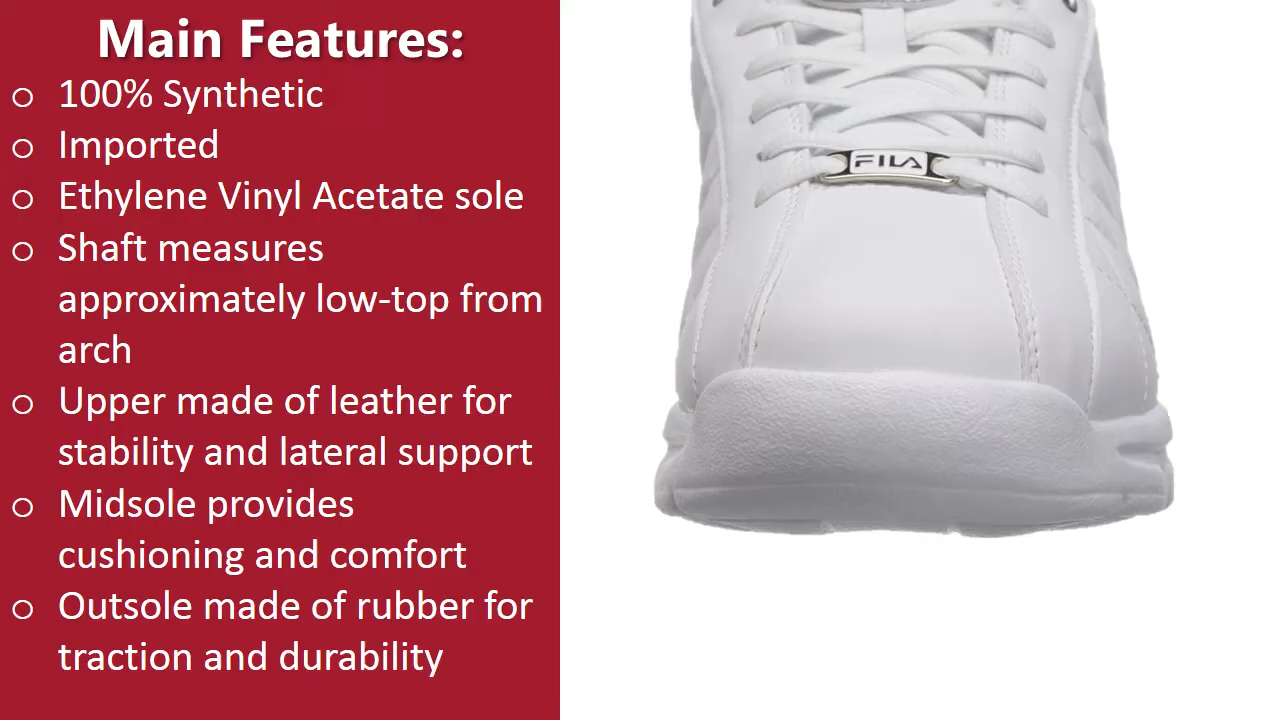 Main Features:
o 100% Synthetic
o Imported
o Ethylene Vinyl Acetate sole
o Shaft measures
approximately low-top from
arch
o Upper made of leather for
stability and lateral support
o Midsole provides
cushioning and comfort
o Outsole made of rubber for
traction and durability
FILA